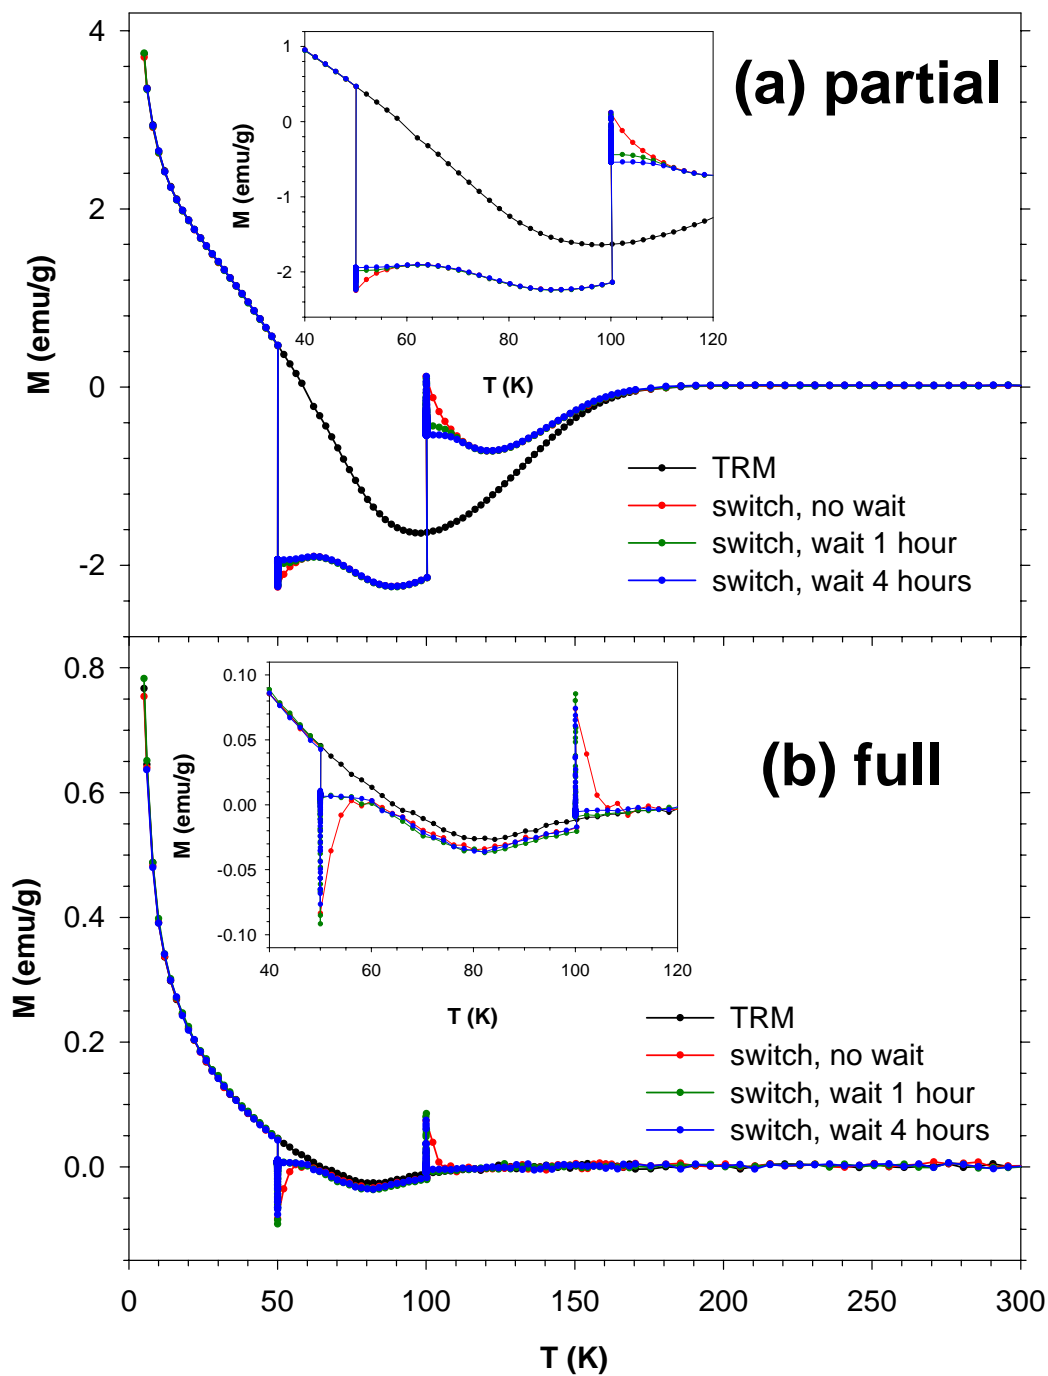 (a) partial
M (emu/g)
4
2
0
-2
M (emu/g)
1
0
-1
-2
40 60 80 100 120
T (K)
TRM
switch, no wait
switch, wait 1 hour
switch, wait 4 hours
(b) full
M (emu/g)
0.8
0.6
0.4
0.2
0.0
M (emu/g)
0.10
0.05
0.00
-0.05
-0.10
40 60 80 100 120
T (K)
TRM
switch, no wait
switch, wait 1 hour
switch, wait 4 hours
0 50 100 150 200 250 300
T (K)